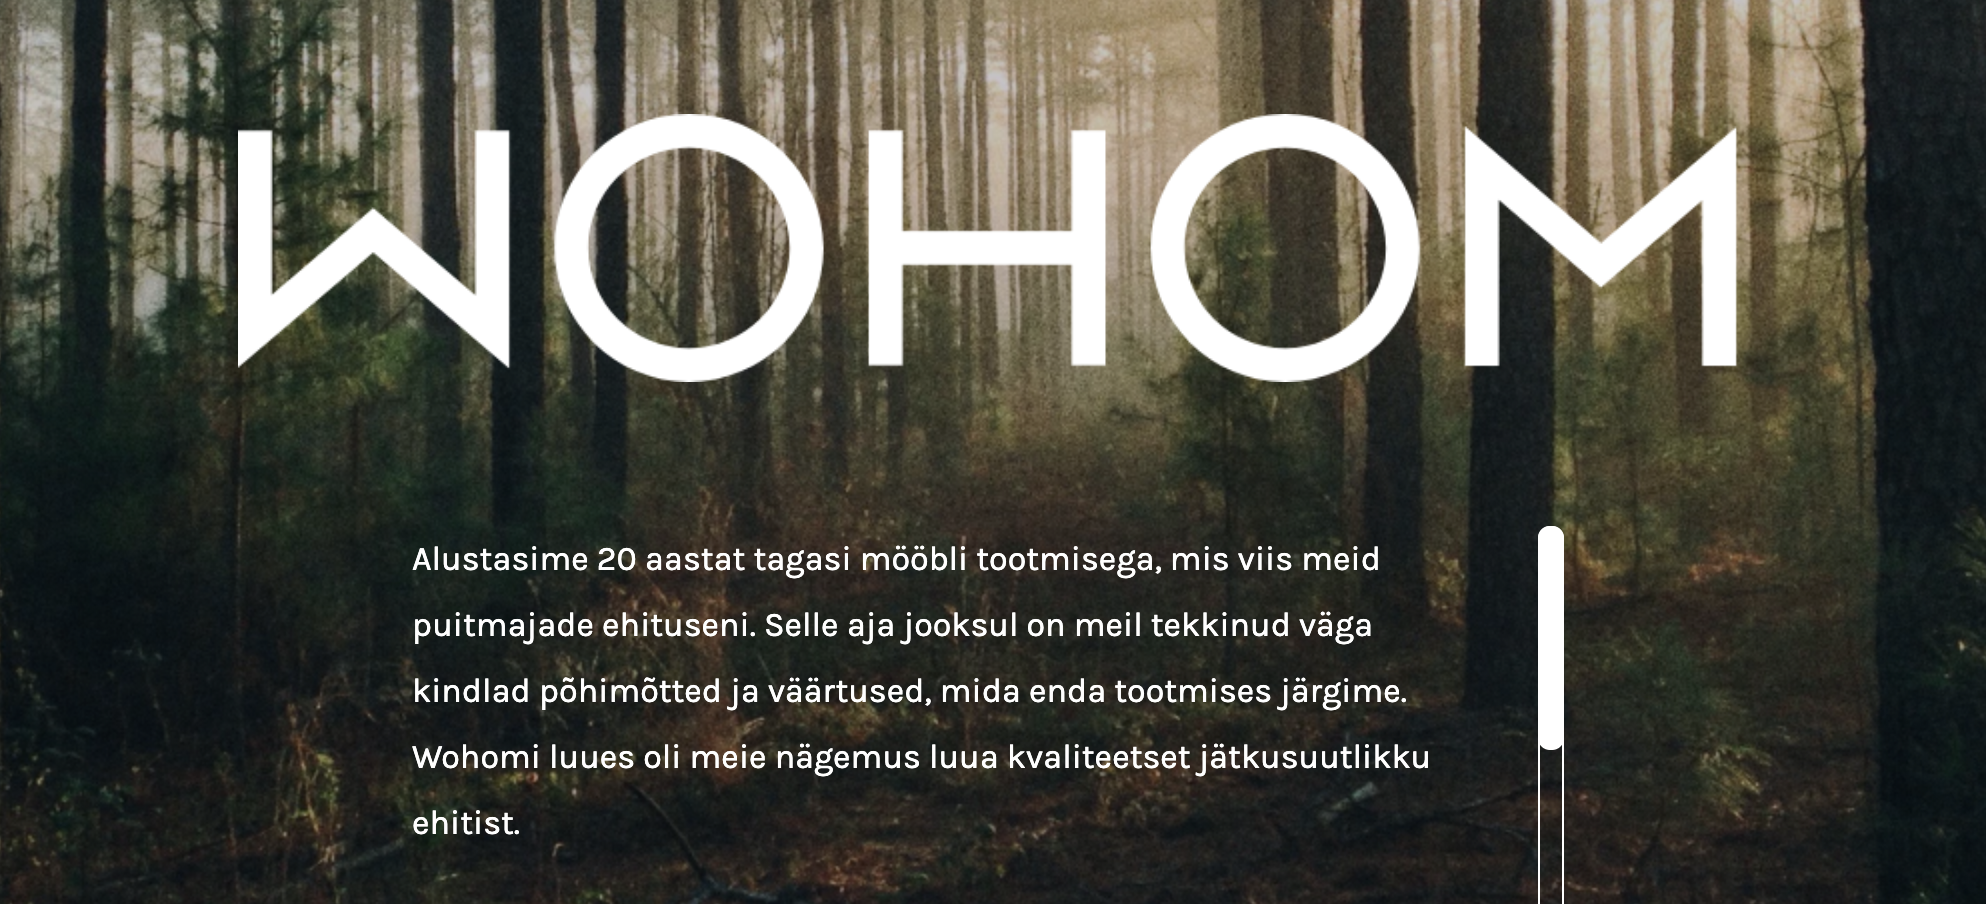 WOHOM
Alustasime 20 aastat tagasi mööbli tootmisega, mis viis meid
puitmajade ehituseni. Selle aja jooksul on meil tekkinud väga
kindlad põhimõtted ja väärtused, mida enda tootmises järgime.
Wohomi luues oli meie nägemus luua kvaliteetset jätkusuutlikku
ehitist.